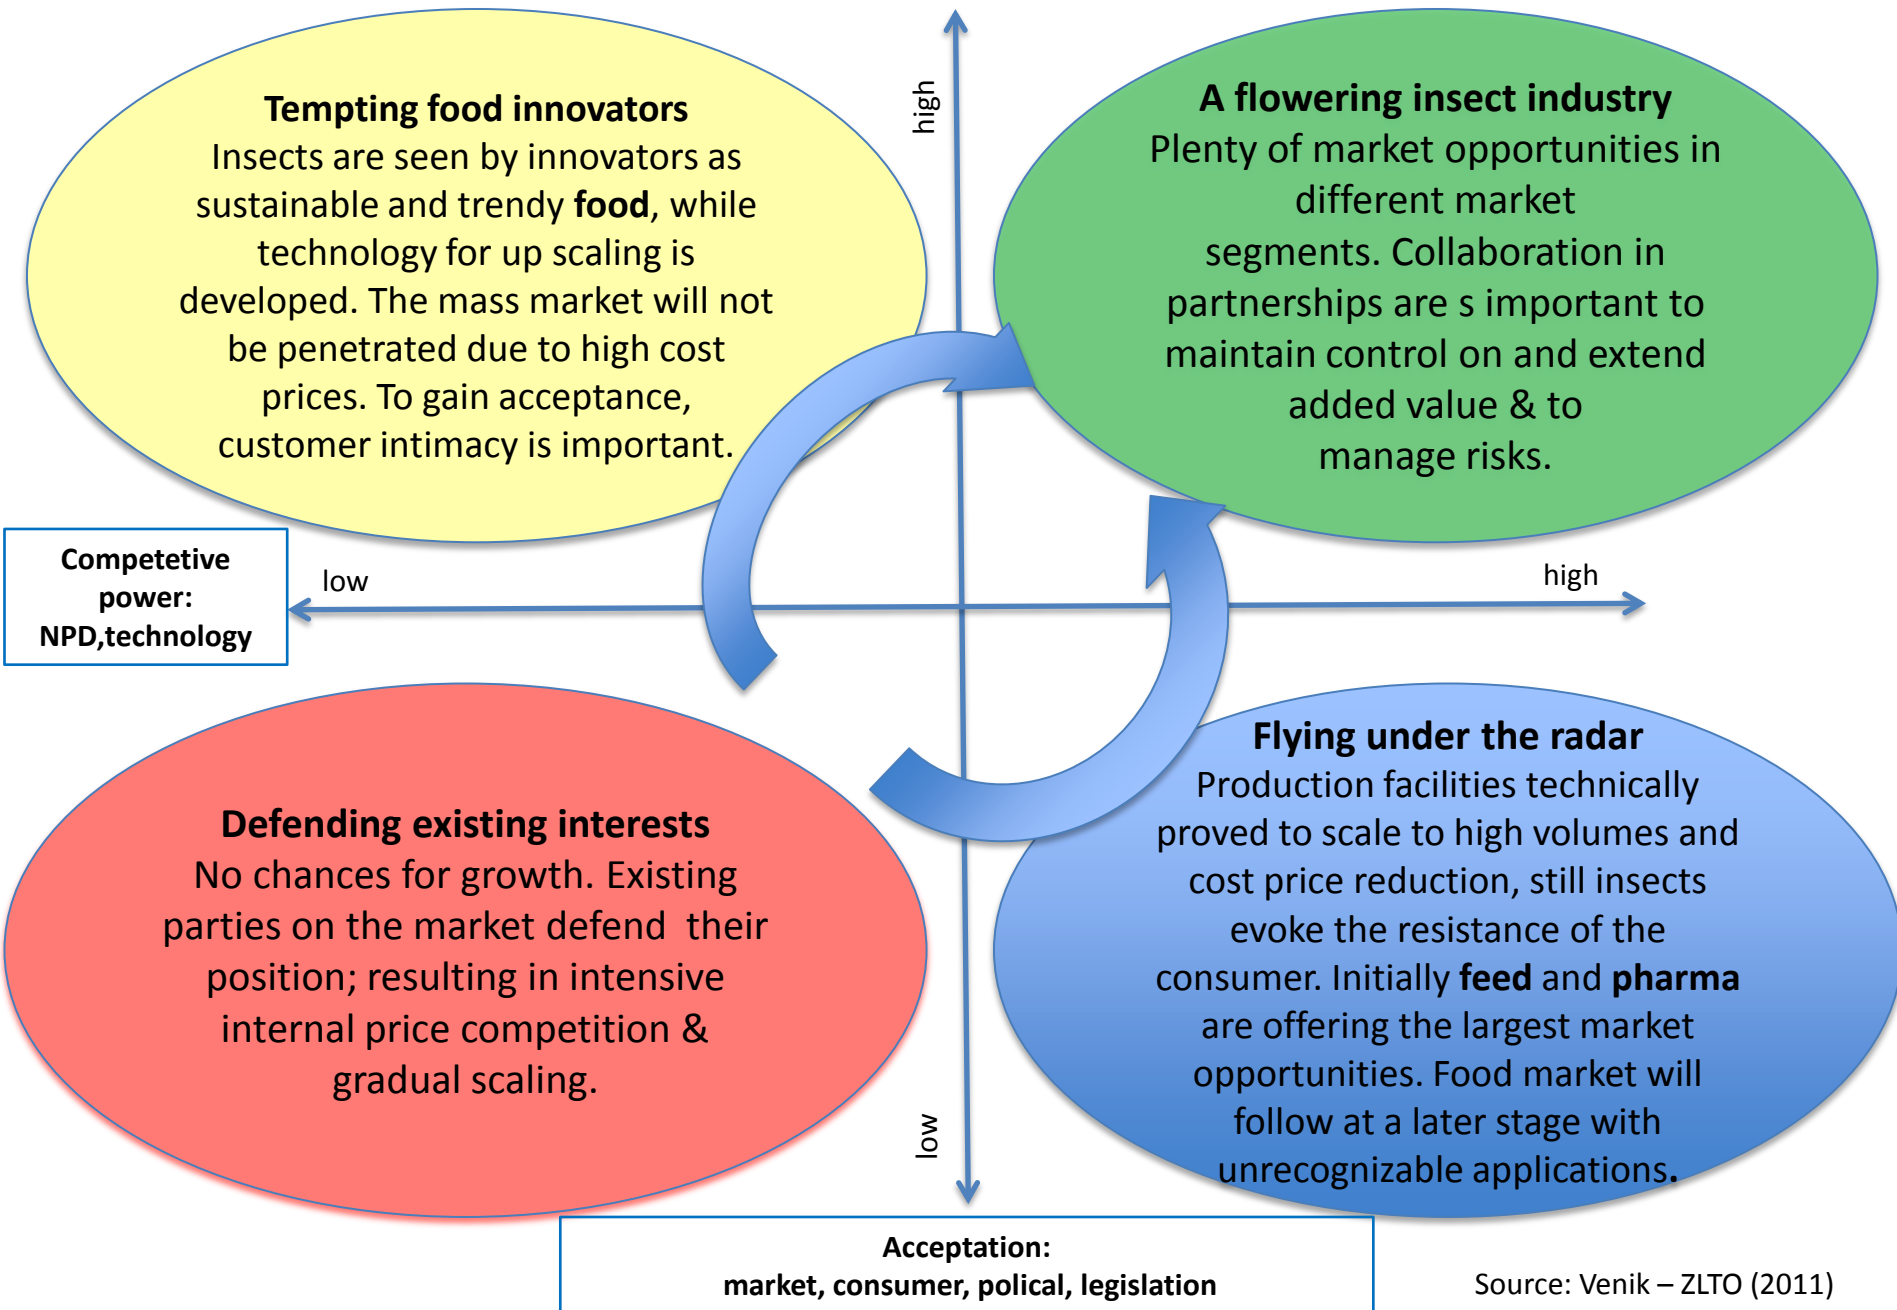 Tempting food innovators
Insects are seen by innovators as
sustainable and trendy food, while
technology for up scaling is
developed. The mass market will not
be penetrated due to high cost
prices. To gain acceptance,
customer intimacy is important.
high
A flowering insect industry
Plenty of market opportunities in
different market
segments. Collaboration in
partnerships are s important to
maintain control on and extend
added value & to
manage risks.
Competetive
power:
NPD,technology
low
high
Defending existing interests
No chances for growth. Existing
parties on the market defend  their
position; resulting in intensive
internal price competition &
gradual scaling.
low
Flying under the radar
Production facilities technically
proved to scale to high volumes and
cost price reduction, still insects
evoke the resistance of the
consumer. Initially feed and pharma
are offering the largest market
opportunities. Food market will
follow at a later stage with
unrecognizable applications.
Acceptation:
market, consumer, polical, legislation
Source: Venik – ZLTO (2011)